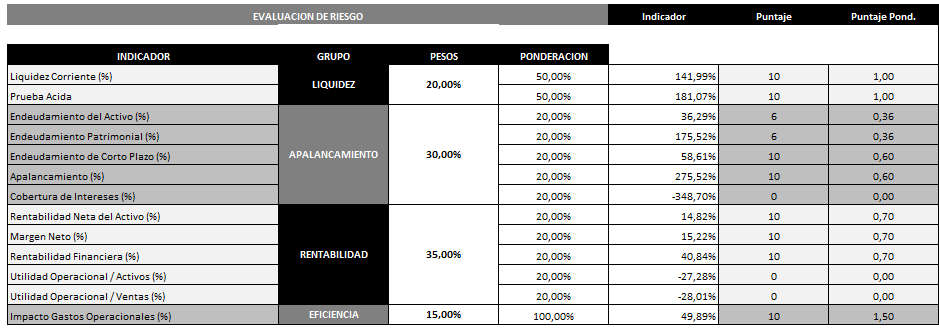 EVALUACION DE RIESGO Indicador Puntaje Puntaje Pond.
INDICADOR GRUPO PESOS PONDERACION
Liquidez Corriente (%) LIQUIDEZ 20,00% 50,00% 141,99% 10 1,00
Prueba Acida 50,00% 181,07% 10 1,00
Endeudamiento del Activo (%) APALANCAMIENTO 30,00% 20,00% 36,29% 6 0,36
Endeudamiento Patrimonial (%) 20,00% 175,52% 6 0,36
Endeudamiento de Corto Plazo (%) 20,00% 58,61% 10 0,60
Apalancamiento (%) 20,00% 275,52% 10 0,60
Cobertura de Intereses (%) 20,00% -348,70% 0 0,00
Rentabilidad Neta del Activo (%) RENTABILIDAD 35,00% 20,00% 14,82% 10 0,70
Margen Neto (%) 20,00% 15,22% 10 0,70
Rentabilidad Financiera (%) 20,00% 40,84% 10 0,70
Utilidad Operacional / Activos (%) 20,00% -27,28% 0 0,00
Utilidad Operacional / Ventas (%) 20,00% -28,01% 0 0,00
Impacto Gastos Operacionales (%) EFICIENCIA 15,00% 100,00% 49,89% 10 1,50